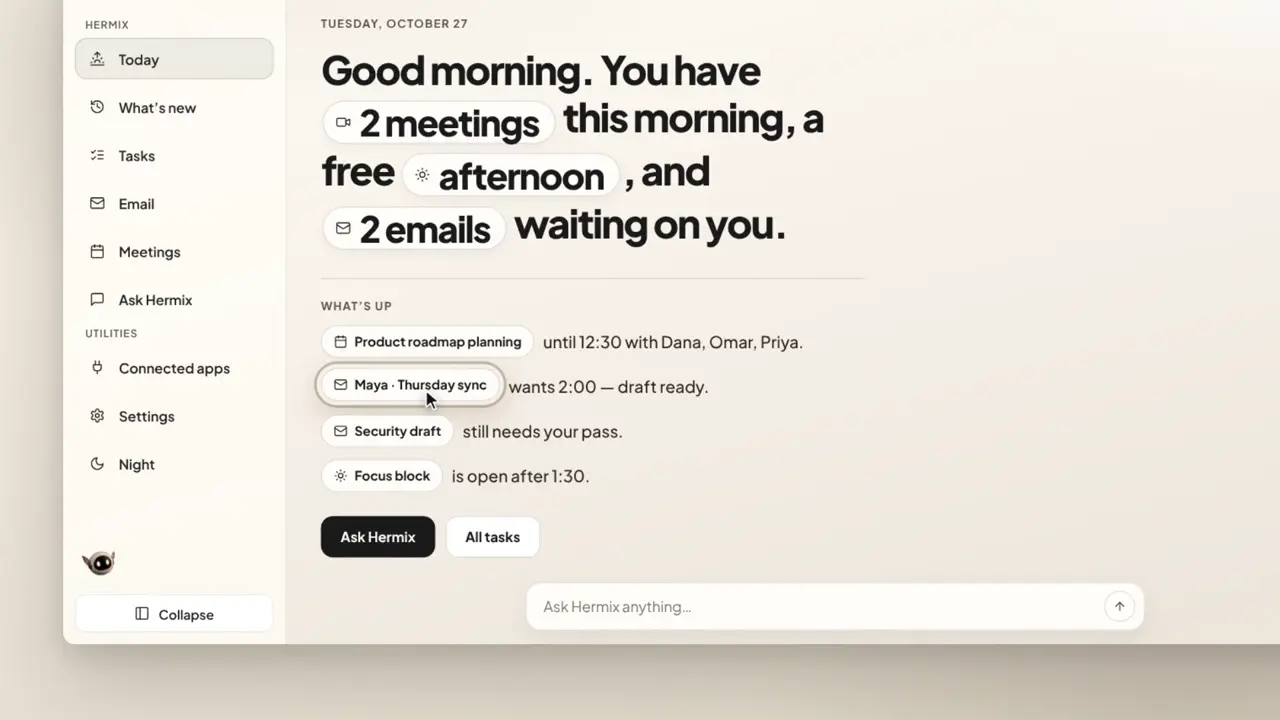 HERMIX
Today
What's new
Tasks
Email
Meetings
Ask Hermix
UTILITIES
Connected apps
Settings
Night
Collapse
TUESDAY, OCTOBER 27
Good morning. You have
2 meetings this morning, a
free afternoon , and
2 emails waiting on you.
WHAT'S UP
Product roadmap planning until 12:30 with Dana, Omar, Priya.
Maya · Thursday sync wants 2:00 — draft ready.
Security draft still needs your pass.
Focus block is open after 1:30.
Ask Hermix All tasks
Ask Hermix anything...